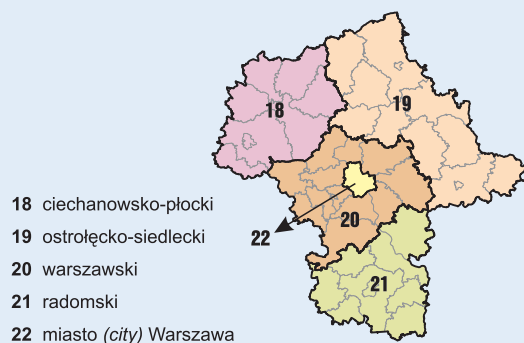 18
19
20
22
21
18 ciechanowsko-płocki
19 ostrołęcko-siedlecki
20 warszawski
21 radomski
22 miasto (city) Warszawa